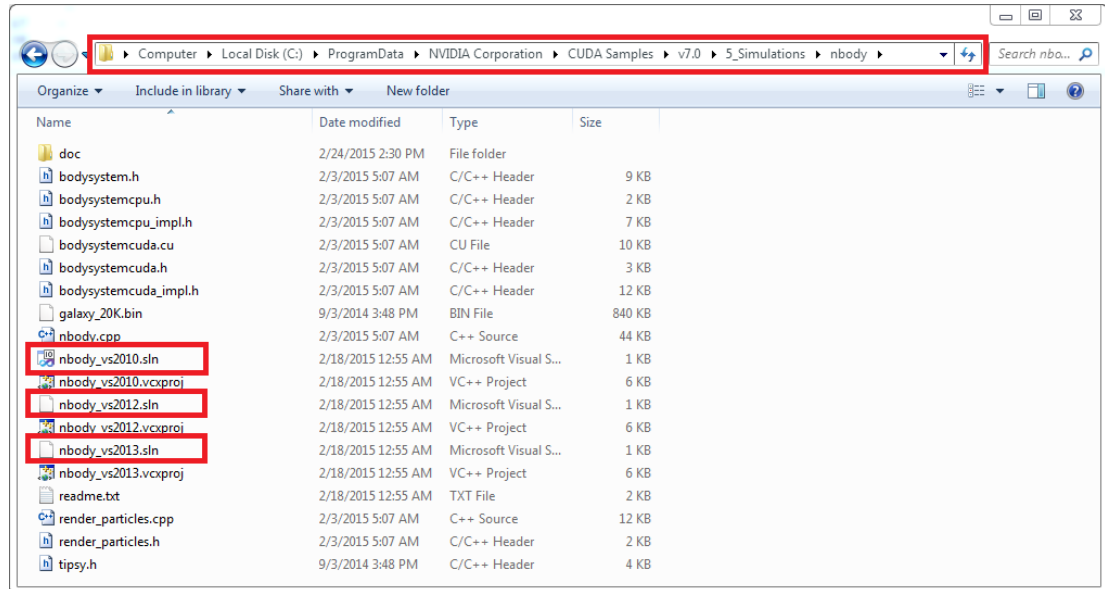 Computer Local Disk (C:) ProgramData NVIDIA Corporation CUDA Samples v7.0 5_Simulations nbody Search nbo...
Organize Include in library Share with New folder
Name Date modified Type Size
doc 2/24/2015 2:30 PM File folder
bodysystem.h 2/3/2015 5:07 AM C/C++ Header 9 KB
bodysystemcpu.h 2/3/2015 5:07 AM C/C++ Header 2 KB
bodysystemcpu_impl.h 2/3/2015 5:07 AM C/C++ Header 7 KB
bodysystemcuda.cu 2/3/2015 5:07 AM CU File 10 KB
bodysystemcuda.h 2/3/2015 5:07 AM C/C++ Header 3 KB
bodysystemcuda_impl.h 2/3/2015 5:07 AM C/C++ Header 12 KB
galaxy_20K.bin 9/3/2014 3:48 PM BIN File 840 KB
nbody.cpp 2/3/2015 5:07 AM C++ Source 44 KB
nbody_vs2010.sln 2/18/2015 12:55 AM Microsoft Visual S... 1 KB
nbody_vs2010.vcxproj 2/18/2015 12:55 AM VC++ Project 6 KB
nbody_vs2012.sln 2/18/2015 12:55 AM Microsoft Visual S... 1 KB
nbody_vs2012.vcxproj 2/18/2015 12:55 AM VC++ Project 6 KB
nbody_vs2013.sln 2/18/2015 12:55 AM Microsoft Visual S... 1 KB
nbody_vs2013.vcxproj 2/18/2015 12:55 AM VC++ Project 6 KB
readme.txt 2/18/2015 12:55 AM TXT File 2 KB
render_particles.cpp 2/3/2015 5:07 AM C++ Source 12 KB
render_particles.h 2/3/2015 5:07 AM C/C++ Header 2 KB
tipsy.h 9/3/2014 3:48 PM C/C++ Header 4 KB